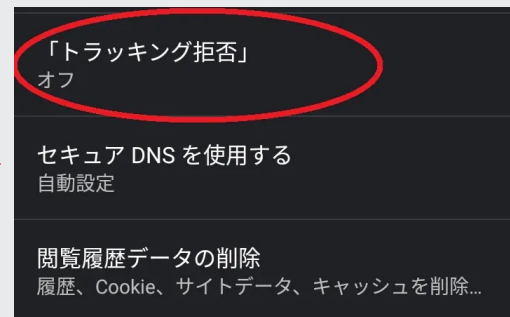 「トラッキング拒否」
オフ
セキュア DNS を使用する
自動設定
閲覧履歴データの削除
履歴、Cookie、サイトデータ、キャッシュを削除...